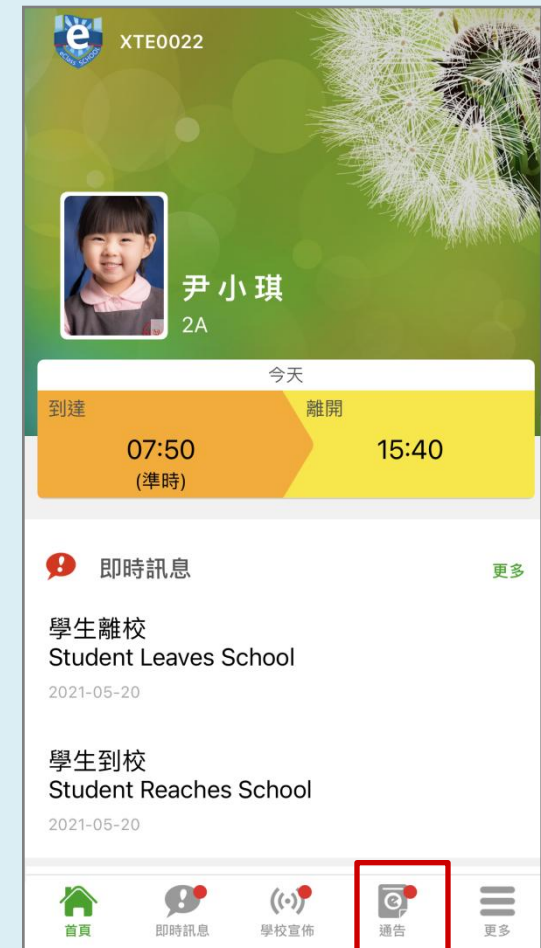 e
eClass SCHOOL
XTE0022
尹小琪
2A
今天
到達
離開
07:50
15:40
(準時)
即時訊息
更多
學生離校
Student Leaves School
2021-05-20
學生到校
Student Reaches School
2021-05-20
首頁
即時訊息
學校宣佈
通告
更多